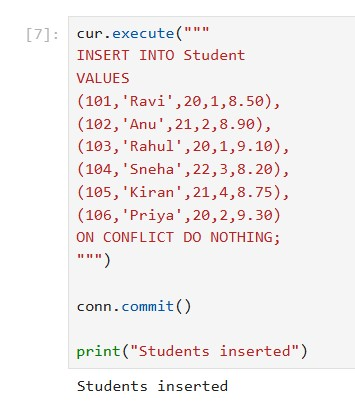 [7]: cur.execute("""
INSERT INTO Student
VALUES
(101,'Ravi',20,1,8.50),
(102,'Anu',21,2,8.90),
(103,'Rahul',20,1,9.10),
(104,'Sneha',22,3,8.20),
(105,'Kiran',21,4,8.75),
(106,'Priya',20,2,9.30)
ON CONFLICT DO NOTHING;
""")
conn.commit()
print("Students inserted")
Students inserted